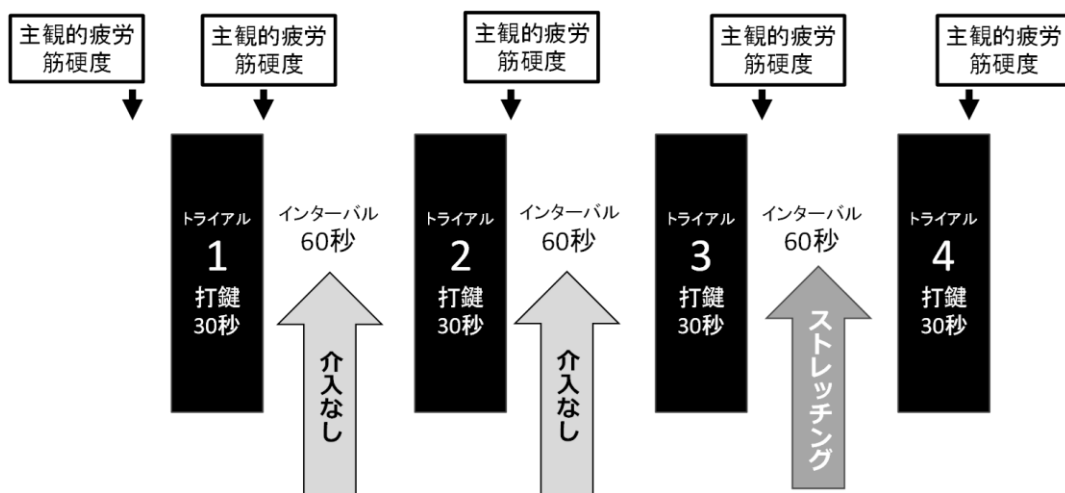 主観的疲労
筋硬度
主観的疲労
筋硬度
主観的疲労
筋硬度
主観的疲労
筋硬度
主観的疲労
筋硬度
トライアル
1
打鍵
30秒
インターバル
60秒
介入なし
トライアル
2
打鍵
30秒
インターバル
60秒
介入なし
トライアル
3
打鍵
30秒
インターバル
60秒
ストレッチング
トライアル
4
打鍵
30秒